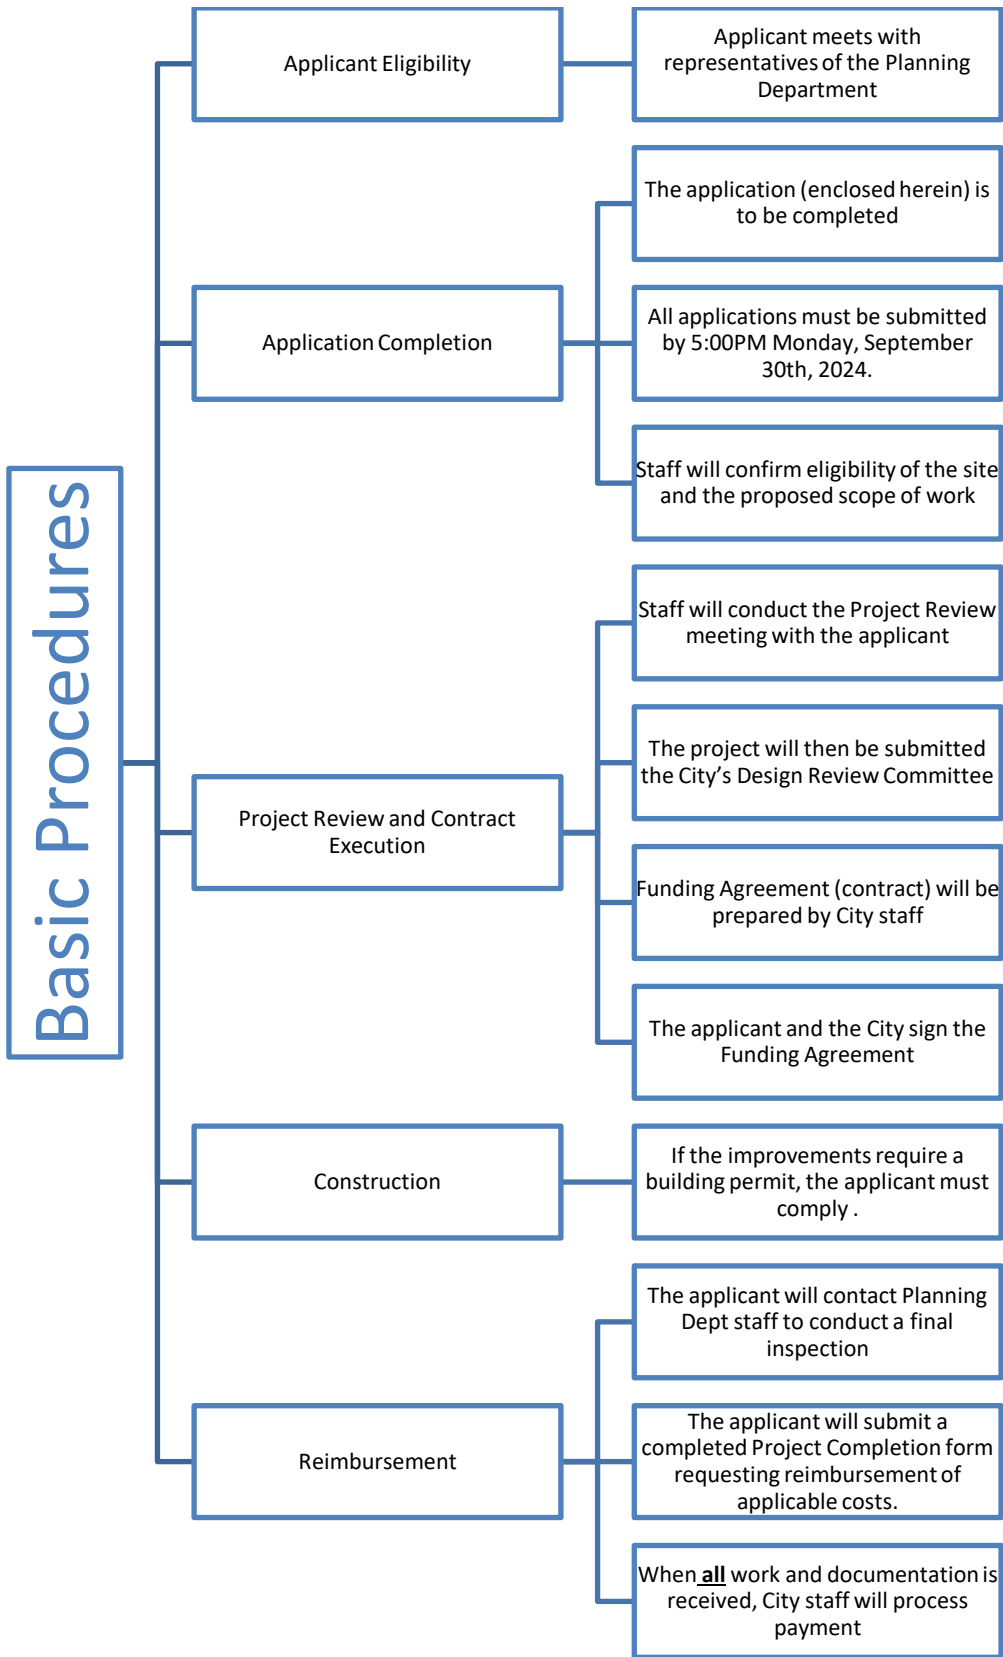 Basic Procedures
Applicant Eligibility
Applicant meets with
representatives of the Planning
Department
Application Completion
The application (enclosed herein) is
to be completed
All applications must be submitted
by 5:00PM Monday, September
30th, 2024.
Staff will confirm eligibility of the site
and the proposed scope of work
Project Review and Contract
Execution
Staff will conduct the Project Review
meeting with the applicant
The project will then be submitted
the City’s Design Review Committee
Funding Agreement (contract) will be
prepared by City staff
The applicant and the City sign the
Funding Agreement
Construction
If the improvements require a
building permit, the applicant must
comply .
Reimbursement
The applicant will contact Planning
Dept staff to conduct a final
inspection
The applicant will submit a
completed Project Completion form
requesting reimbursement of
applicable costs.
When all work and documentation is
received, City staff will process
payment